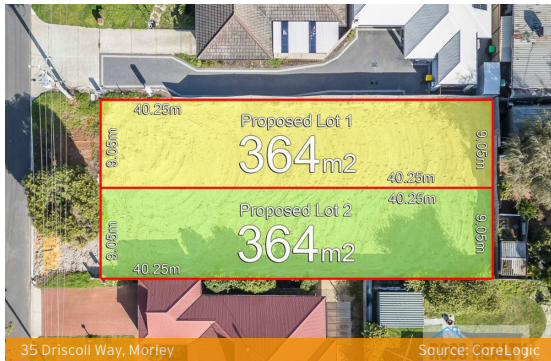 40.25m
Proposed Lot 1
9.05m
364m2
9.05m
40.25m
40.25m
Proposed Lot 2
9.05m
364m2
9.05m
40.25m
35 Driscoll Way, Morley
Source: CoreLogic